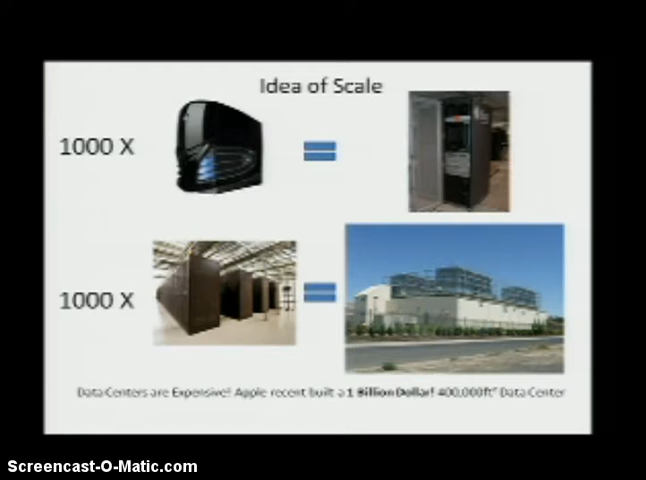 Idea of Scale
1000 X
1000 X
Data Centers are Expensive! Apple recent built a 1 Billion Dollar! 400,000ft² Data Center
Screencast-O-Matic.com